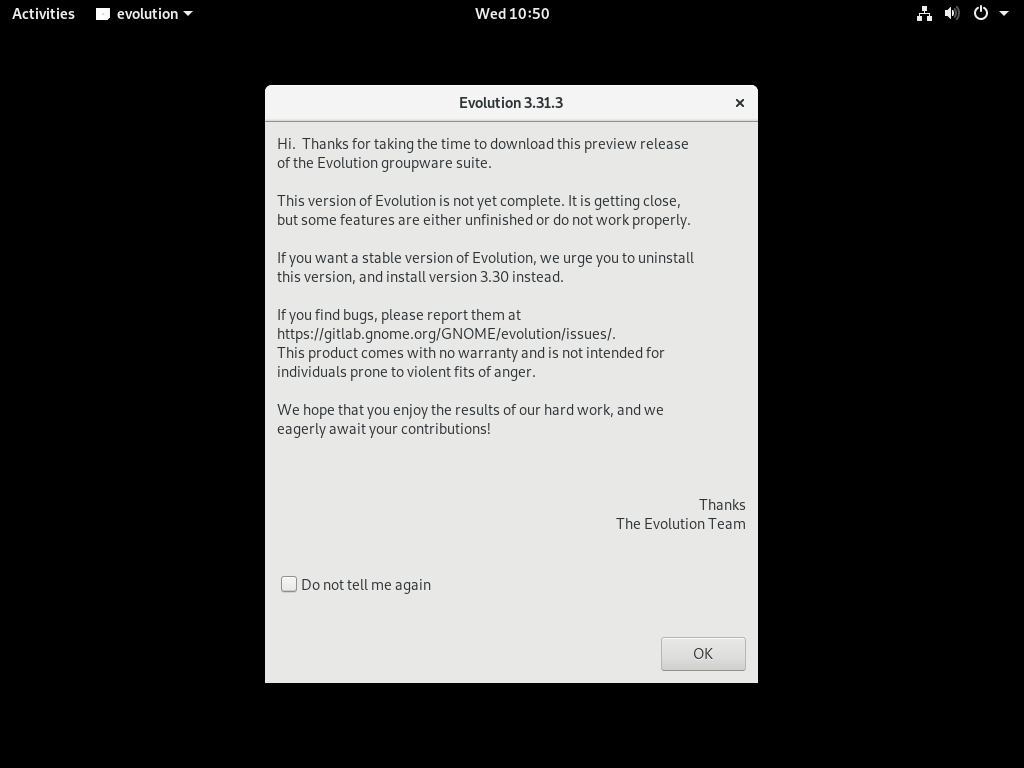 Activities evolution Wed 10:50
Evolution 3.31.3 ×
Hi.  Thanks for taking the time to download this preview release
of the Evolution groupware suite.
This version of Evolution is not yet complete. It is getting close,
but some features are either unfinished or do not work properly.
If you want a stable version of Evolution, we urge you to uninstall
this version, and install version 3.30 instead.
If you find bugs, please report them at
https://gitlab.gnome.org/GNOME/evolution/issues/.
This product comes with no warranty and is not intended for
individuals prone to violent fits of anger.
We hope that you enjoy the results of our hard work, and we
eagerly await your contributions!
Thanks
The Evolution Team
Do not tell me again
OK